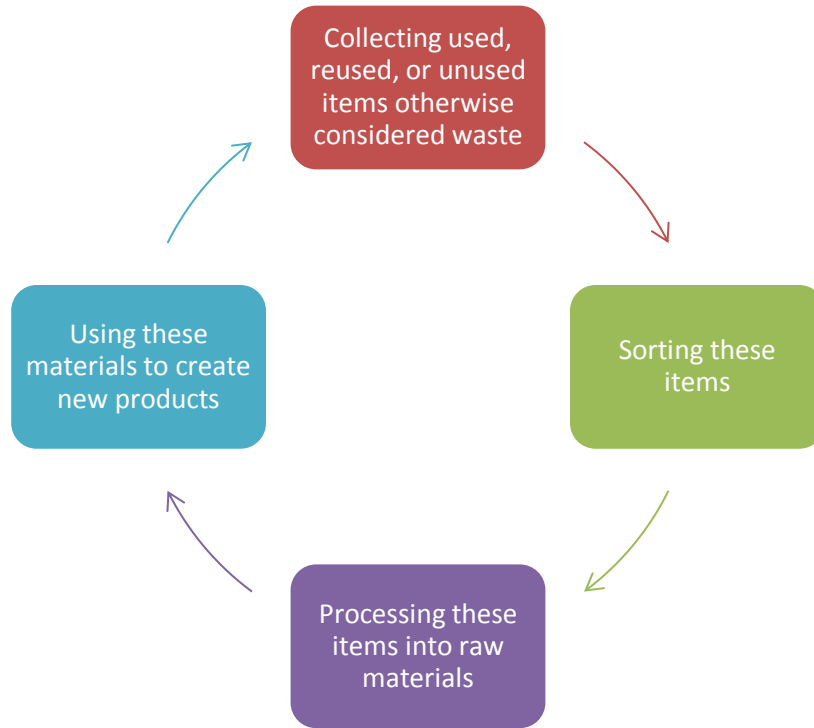 Collecting used,
reused, or unused
items otherwise
considered waste
Sorting these
items
Processing these
items into raw
materials
Using these
materials to create
new products